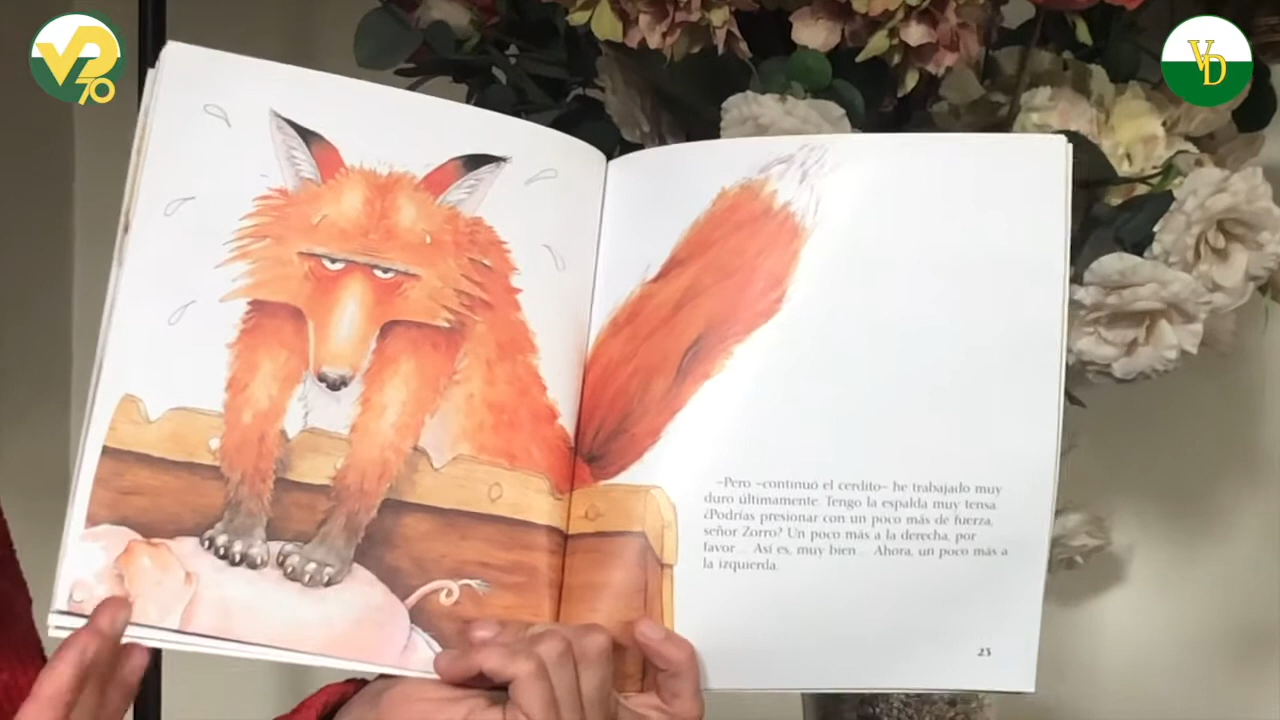 VP
70
VD
–Pero –continuó el cerdito– he trabajado muy
duro últimamente. Tengo la espalda muy tensa.
¿Podrías presionar con un poco más de fuerza,
señor Zorro? Un poco más a la derecha, por
favor... Así es, muy bien... Ahora, un poco más a
la izquierda.
23